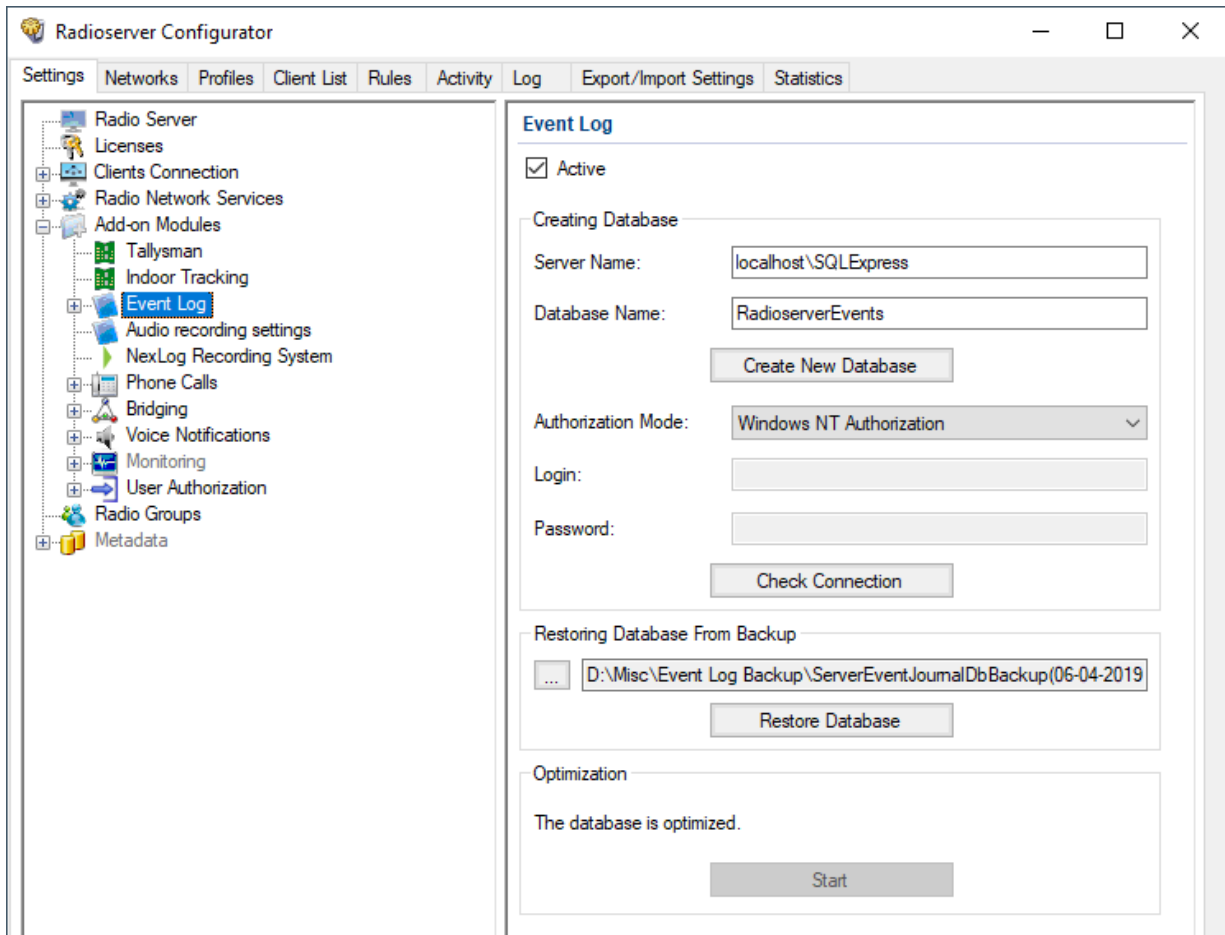 Radioserver Configurator
Settings Networks Profiles Client List Rules Activity Log Export/Import Settings Statistics
Radio Server
Licenses
Clients Connection
Radio Network Services
Add-on Modules
Tallysman
Indoor Tracking
Event Log
Audio recording settings
NexLog Recording System
Phone Calls
Bridging
Voice Notifications
Monitoring
User Authorization
Radio Groups
Metadata
Event Log
Active
Creating Database
Server Name: localhost\SQLExpress
Database Name: RadioserverEvents
Create New Database
Authorization Mode: Windows NT Authorization
Login:
Password:
Check Connection
Restoring Database From Backup
... D:\Misc\Event Log Backup\ServerEventJournalDbBackup(06-04-2019
Restore Database
Optimization
The database is optimized.
Start